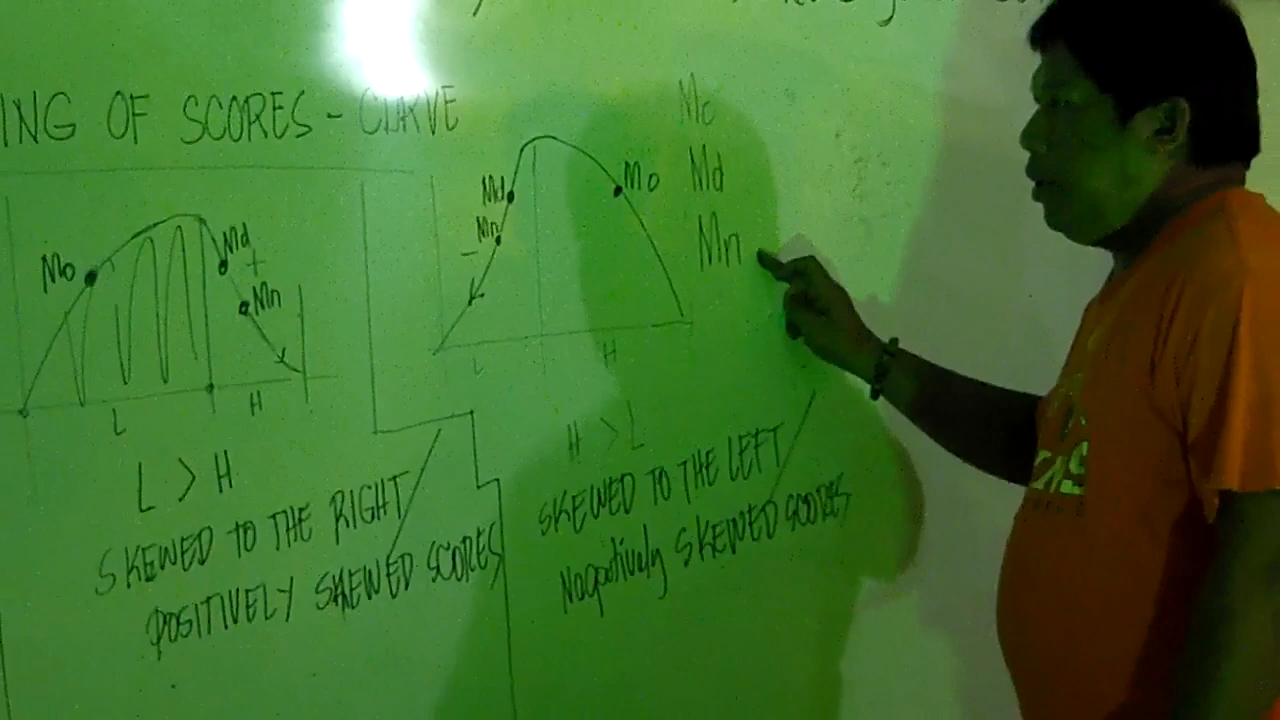 ING OF SCORES - CURVE
Mo
Md
+
Mn
L
H
L > H
SKEWED TO THE RIGHT/
POSITIVELY SKEWED SCORES
Md
Mn
-
Mo
L
H
H > L
SKEWED TO THE LEFT/
Negatively SKEWED SCORES
Md
Mn